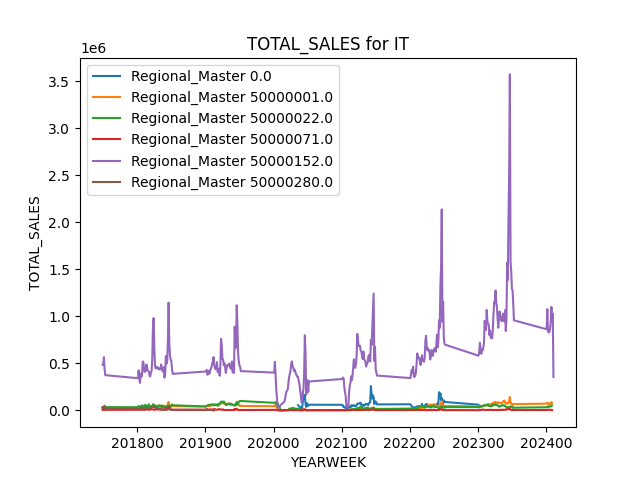 TOTAL_SALES for IT
1e6
Regional_Master 0.0
Regional_Master 50000001.0
Regional_Master 50000022.0
Regional_Master 50000071.0
Regional_Master 50000152.0
Regional_Master 50000280.0
3.5
3.0
2.5
2.0
1.5
1.0
0.5
0.0
TOTAL_SALES
201800 201900 202000 202100 202200 202300 202400
YEARWEEK